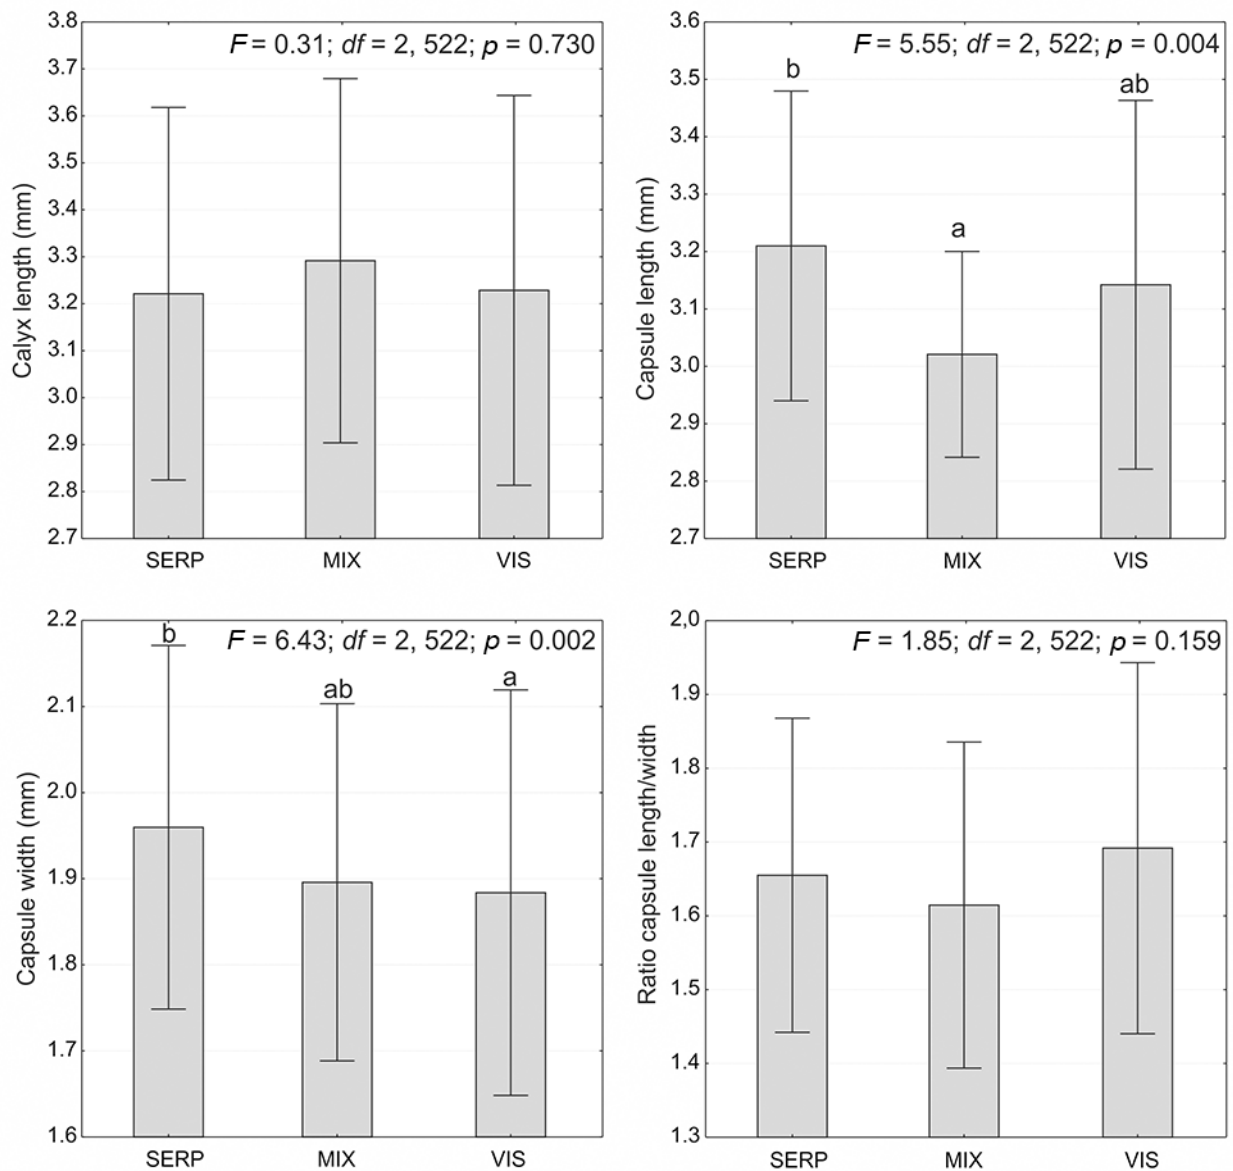 F = 0.31; df = 2, 522; p = 0.730
3.8
3.7
3.6
3.5
3.4
3.3
3.2
3.1
3.0
2.9
2.8
2.7
Calyx length (mm)
SERP MIX VIS
F = 5.55; df = 2, 522; p = 0.004
3.6
3.5
3.4
3.3
3.2
3.1
3.0
2.9
2.8
2.7
Capsule length (mm)
b
a
ab
SERP MIX VIS
F = 6.43; df = 2, 522; p = 0.002
2.2
2.1
2.0
1.9
1.8
1.7
1.6
Capsule width (mm)
b
ab
a
SERP MIX VIS
F = 1.85; df = 2, 522; p = 0.159
2,0
1.9
1.8
1.7
1.6
1.5
1.4
1.3
Ratio capsule length/width
SERP MIX VIS